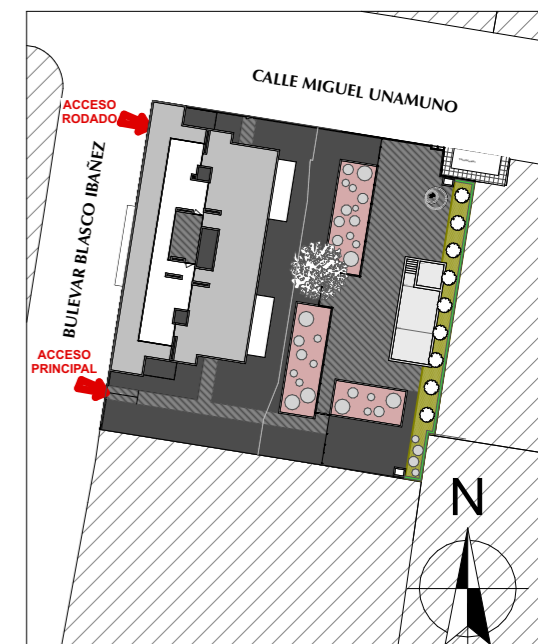 CALLE MIGUEL UNAMUNO
ACCESO
RODADO
BULEVAR BLASCO IBAÑEZ
ACCESO
PRINCIPAL
N